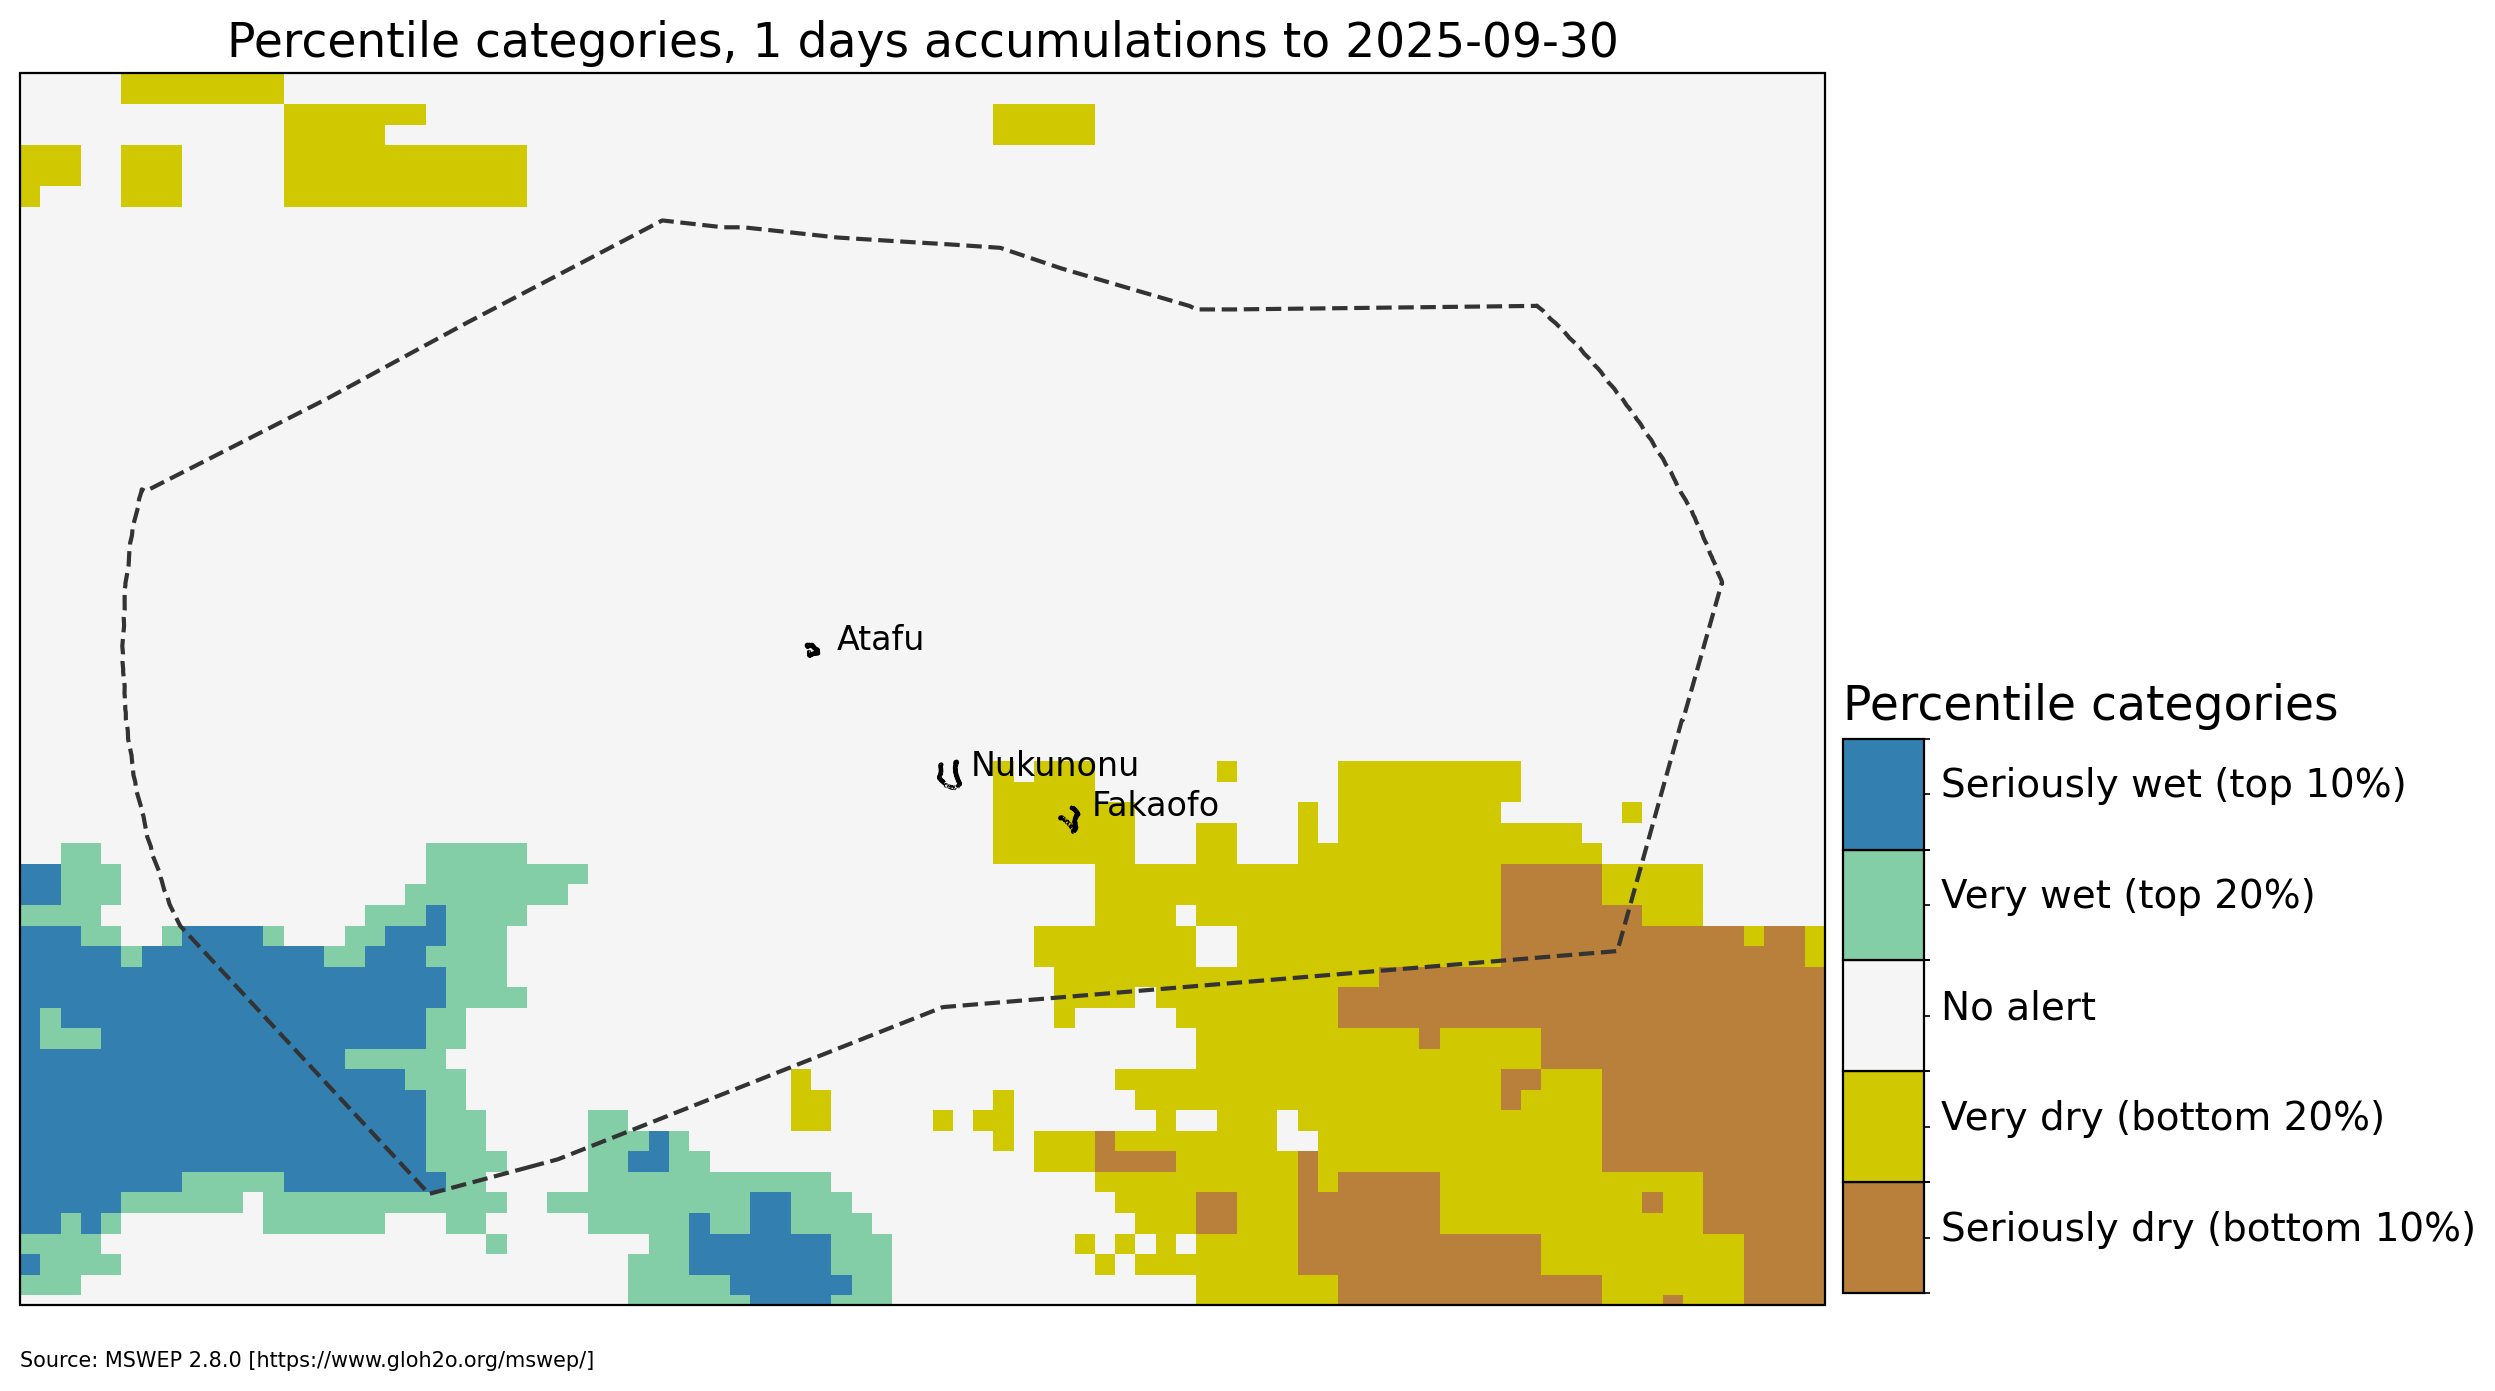 Percentile categories, 1 days accumulations to 2025-09-30
Atafu
Nukunonu
Fakaofo
Percentile categories
Seriously wet (top 10%)
Very wet (top 20%)
No alert
Very dry (bottom 20%)
Seriously dry (bottom 10%)
Source: MSWEP 2.8.0 [https://www.gloh2o.org/mswep/]